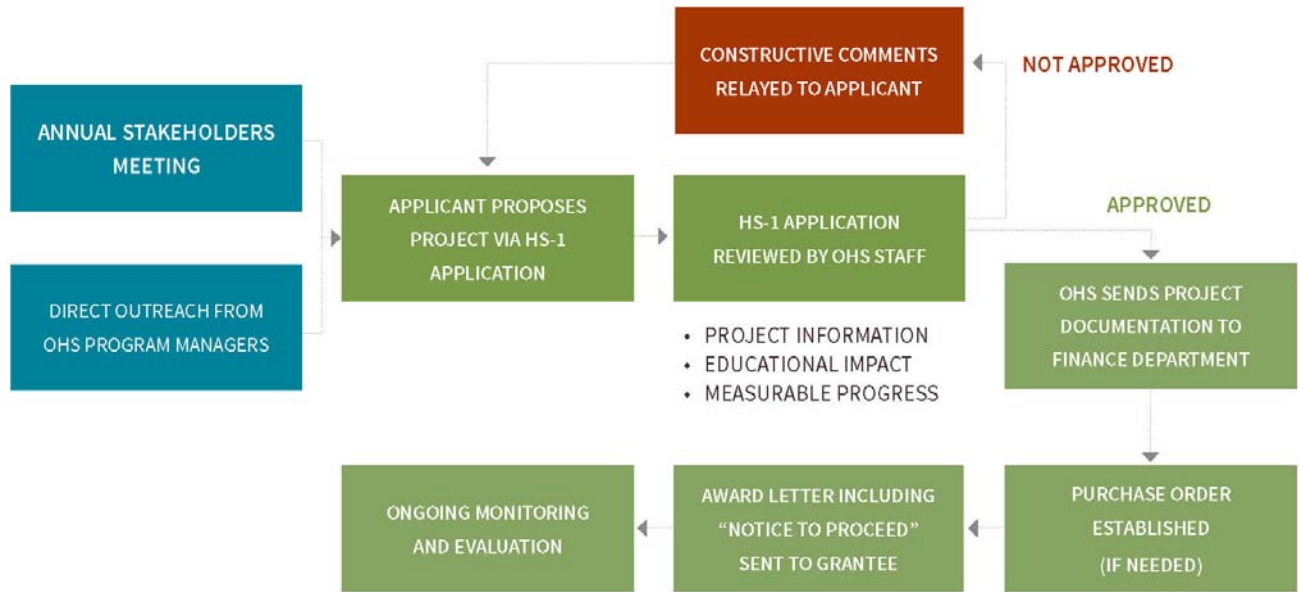 ANNUAL STAKEHOLDERS
MEETING
DIRECT OUTREACH FROM
OHS PROGRAM MANAGERS
APPLICANT PROPOSES
PROJECT VIA HS-1
APPLICATION
CONSTRUCTIVE COMMENTS
RELAYED TO APPLICANT
NOT APPROVED
HS-1 APPLICATION
REVIEWED BY OHS STAFF
• PROJECT INFORMATION
• EDUCATIONAL IMPACT
• MEASURABLE PROGRESS
APPROVED
OHS SENDS PROJECT
DOCUMENTATION TO
FINANCE DEPARTMENT
PURCHASE ORDER
ESTABLISHED
(IF NEEDED)
AWARD LETTER INCLUDING
“NOTICE TO PROCEED”
SENT TO GRANTEE
ONGOING MONITORING
AND EVALUATION